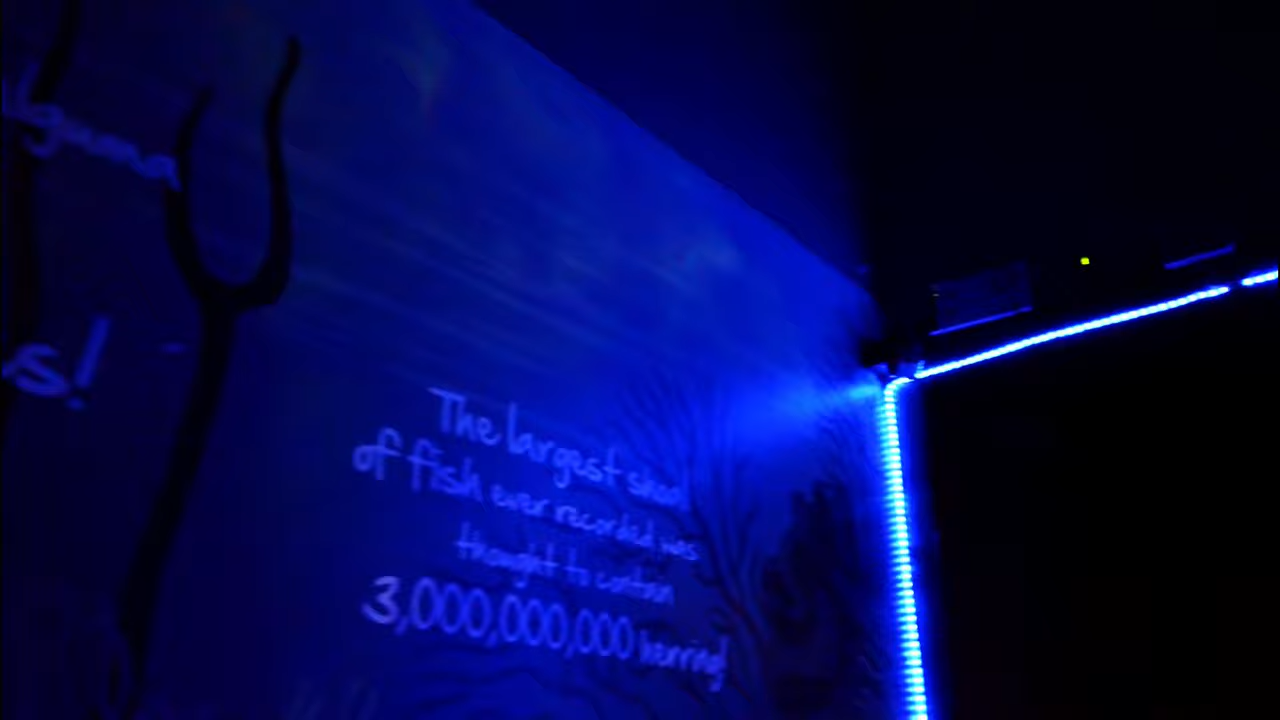 s!
The largest shoal
of fish ever recorded was
thought to contain
3,000,000,000 herring!